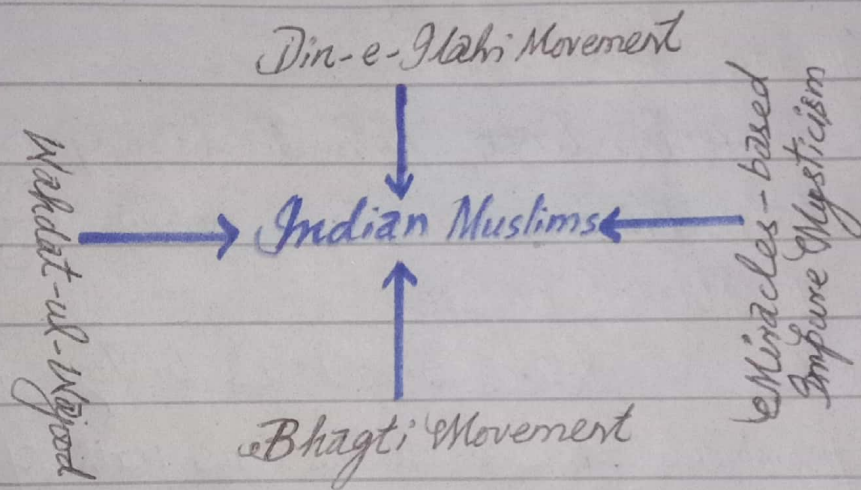 Din-e-Ilahi Movement
Wahdat-ul-Wajood
Indian Muslims
Miracles-based
Impure Mysticism
Bhagti Movement